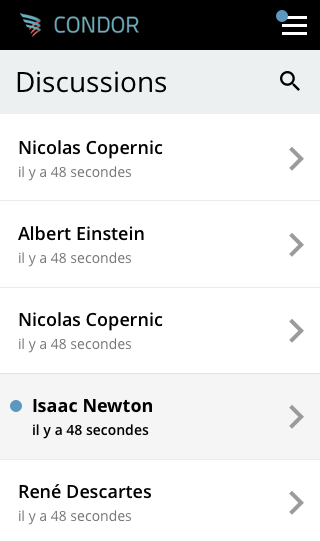 CONDOR
Discussions
Nicolas Copernic
il y a 48 secondes
Albert Einstein
il y a 48 secondes
Nicolas Copernic
il y a 48 secondes
Isaac Newton
il y a 48 secondes
René Descartes
il y a 48 secondes